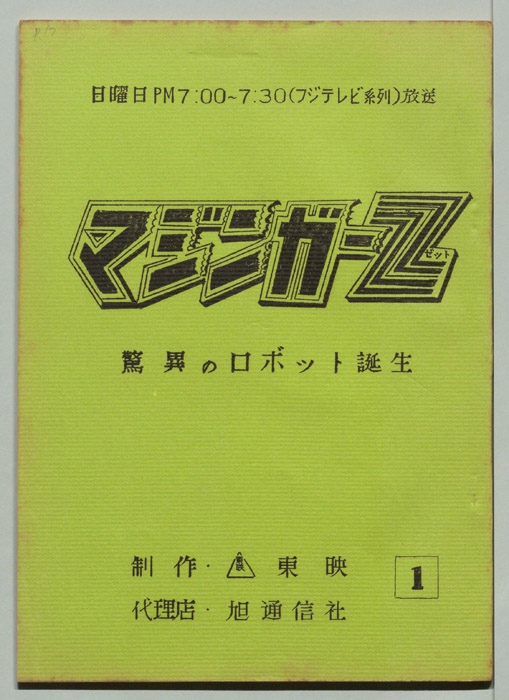 日曜日PM7:00~7:30(フジテレビ系列)放送
マジンガーZ
ゼット
驚異のロボット誕生
制作・東映
1
代理店・旭通信社